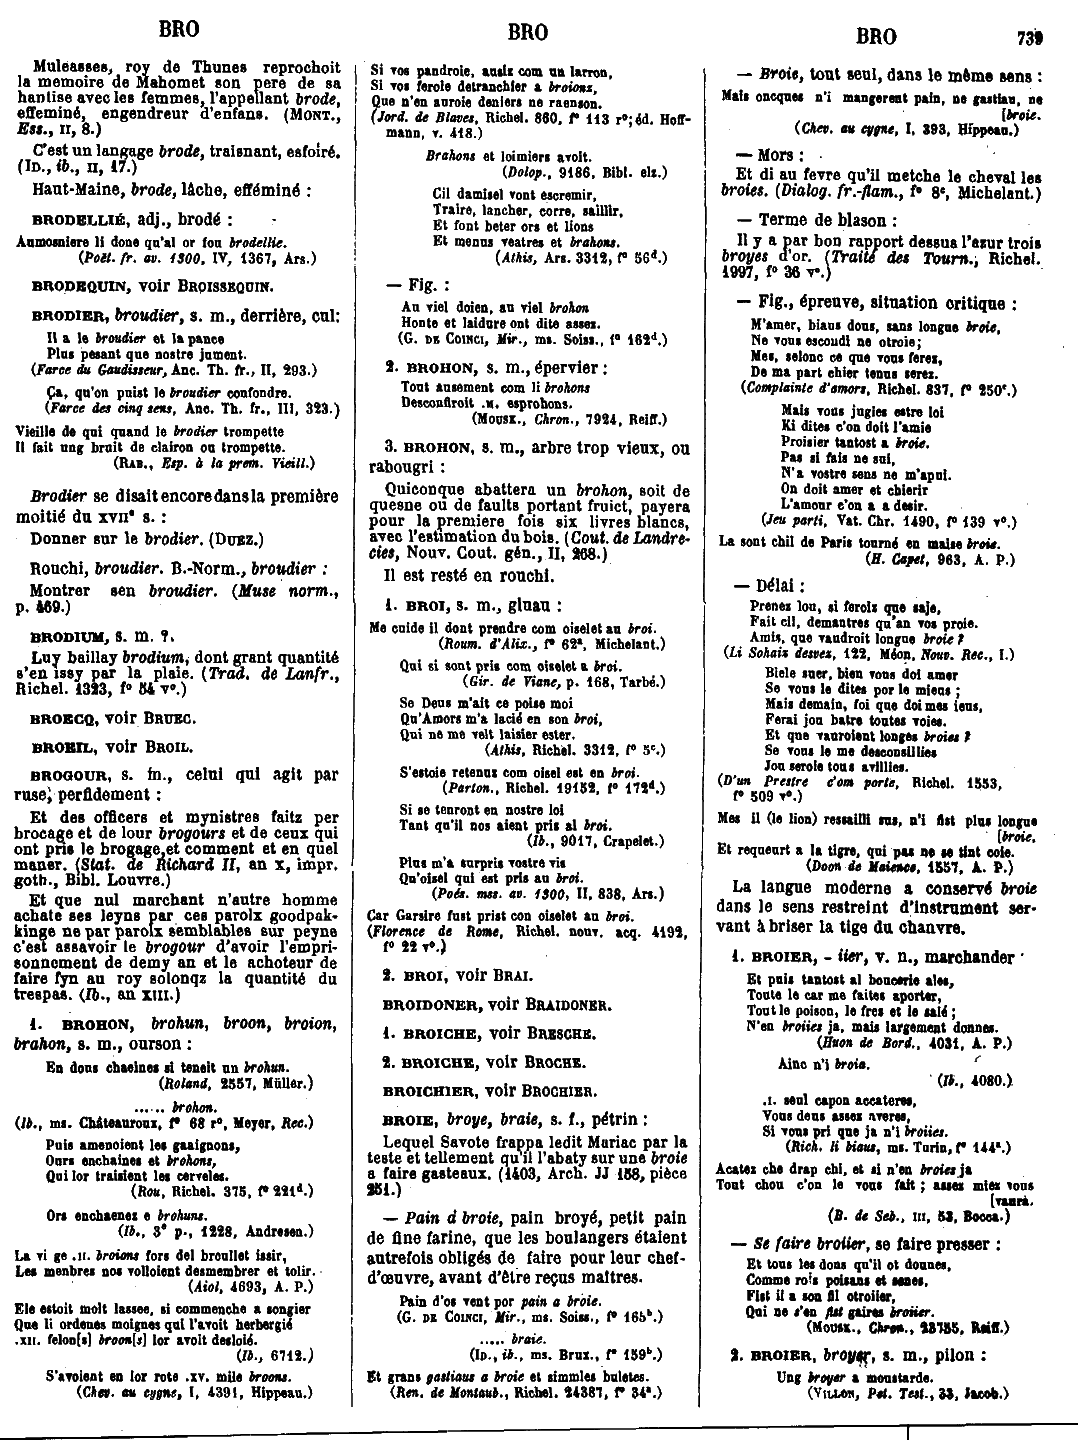 BRO
BRO
BRO
739
Muleasses, roy de Thunes reprochoit
la memoire de Mahomet son pere de sa
hantise avec les femmes, l'appellant brode,
effeminé, engendreur d'enfans. (MONT.,
Ess., II, 8.)
C'est un langage brode, traisnant, esfoiré.
(ID., ib., II, 17.)
Haut-Maine, brode, lâche, efféminé :
BRODELLIÉ, adj., brodé :
Aumosniere li done qu'al or fou brodellie.
(Poët. fr. av. 1300, IV, 1367, Ars.)
BRODEQUIN, voir BROISSEQUIN.
BRODIER, broudier, s. m., derrière, cul:
Il a le broudier et la pance
Plus pesant que nostre jument.
(Farce du Gaudisseur, Anc. Th. fr., II, 293.)
Ça, qu'on puist le broudier confondre.
(Farce des cinq sens, Anc. Th. fr., III, 323.)
Vieille de qui quand le brodier trompette
Il fait ung bruit de clairon ou trompette.
(RAB., Esp. à la prem. Vieill.)
Brodier se disait encore dans la première
moitié du XVIIe s. :
Donner sur le brodier. (DUEZ.)
Rouchi, broudier. B.-Norm., broudier :
Montrer sen broudier. (Muse norm.,
p. 469.)
BRODIUM, s. m. ?.
Luy baillay brodium, dont grant quantité
s'en issy par la plaie. (Trad. de Lanfr.,
Richel. 1323, f° 54 v°.)
BROECQ, voir BRUEC.
BROEIL, voir BROIL.
BROGOUR, s. m., celui qui agit par
ruse, perfidement :
Et des officers et mynistres faitz per
brocage et de lour brogours et de ceux qui
ont pris le brogage,et comment et en quel
maner. (Stat. de Richard II, an X, impr.
goth., Bibl. Louvre.)
Et que nul marchant n'autre homme
achate ses leyns par ces parolx goodpak-
kinge ne par parolx semblables sur peyne
c'est assavoir le brogour d'avoir l'empri-
sonnement de demy an et le achoteur de
faire fyn au roy solonqz la quantité du
trespas. (Ib., an XIII.)
1. BROHON, brohun, broon, broion,
brahon, s. m., ourson :
En dous chaeines si teneit un brohun.
(Roland, 2557, Müller.)
...... brohon.
(Ib., ms. Châteauroux, f° 68 r°, Meyer, Rec.)
Puis amenoient les gaaignons,
Ours enchaines et brohons,
Qui lor traisient les cerveles.
(Rou, Richel. 375, f° 221d.)
Ors enchaenez e brohuns.
(Ib., 3e p., 1228, Andresen.)
La vi ge .II. broions fors del broullet issir,
Les menbres nos volloient desmembrer et tolir.
(Aiol, 4693, A. P.)
Ele estoit molt lassee, si commenche a songier
Que li ordenés moignes qui l'avoit herbergié
.XII. felon[s] broon[s] lor avoit desloié.
(Ib., 6712.)
S'avoient en lor rote .XV. mile broons.
(Chev. au cygne, I, 4391, Hippeau.)
Si vos pandroie, ausiz com un larron,
Si vos feroie detranchier a broions,
Que n'en auroie deniers ne raenson.
(Jord. de Blaves, Richel. 860, f° 113 r°; éd. Hoff-
mann, v. 418.)
Brahons et loimiers avoit.
(Dolop., 9186, Bibl. elz.)
Cil damisel vont escremir,
Traire, lancher, corre, saillir,
Et font beter ors et lions
Et menus veatres et brahons.
(Athis, Ars. 3312, f° 56d.)
— Fig. :
Au viel doien, au viel brohon
Honte et laidure ont dite assez.
(G. DE COINCI, Mir., ms. Soiss., f° 162d.)
2. BROHON, s. m., épervier :
Tout ausement com li brohons
Desconfiroit .M. esprohons.
(MOUSK., Chron., 7924, Reiff.)
3. BROHON, s. m., arbre trop vieux, ou
rabougri :
Quiconque abattera un brohon, soit de
quesne ou de faulx portant fruict, payera
pour la premiere fois six livres blancs,
avec l'estimation du bois. (Cout. de Landre-
cies, Nouv. Cout. gén., II, 268.)
Il est resté en rouchi.
1. BROI, s. m., gluau :
Me cuide il dont prendre com oiselet au broi.
(Roum. d'Alix., f° 62a, Michelant.)
Qui si sont pris com oiselet a broi.
(Gir. de Viane, p. 168, Tarbé.)
Se Deus m'ait ce poise moi
Qu'Amors m'a lacié en son broi,
Qui ne me velt laisier ester.
(Athis, Richel. 3312, f° 5c.)
S'estoie retenuz com oisel est en broi.
(Parton., Richel. 19152, f° 172d.)
Si se tenront en nostre loi
Tant qu'il nos aient pris al broi.
(Ib., 9017, Crapelet.)
Plus m'a surpris vostre vis
Qu'oisel qui est pris au broi.
(Poés. mss. av. 1300, II, 838, Ars.)
Car Garsire fust prist con oiselet au broi.
(Florence de Rome, Richel. nouv. acq. 4192,
f° 22 v°.)
2. BROI, voir BRAI.
BROIDONER, voir BRAIDONER.
1. BROICHE, voir BRESCHE.
2. BROICHE, voir BROCHE.
BROICHIER, voir BROCHIER.
BROIE, broye, braie, s. f., pétrin :
Lequel Savote frappa ledit Mariac par la
teste et tellement qu'il l'abaty sur une broie
a faire gasteaux. (1403, Arch. JJ 158, pièce
251.)
— Pain à broie, pain broyé, petit pain
de fine farine, que les boulangers étaient
autrefois obligés de faire pour leur chef-
d'œuvre, avant d'être reçus maîtres.
Pain d'os vent por pain a broie.
(G. DE COINCI, Mir., ms. Soiss., f° 165b.)
..... braie.
(ID., ib., ms. Brux., f° 159b.)
Et grans gastiaus a broie et simmles buletes.
(Ren. de Montaub., Richel. 24387, f° 34a.)
— Broie, tout seul, dans le même sens :
Mais oncques n'i mangerent pain, ne gastiau, ne
[broie.
(Chev. au cygne, I, 393, Hippeau.)
— Mors :
Et di au fevre qu'il metche le cheval les
broies. (Dialog. fr.-flam., f° 8c, Michelant.)
— Terme de blason :
Il y a par bon rapport dessus l'azur trois
broyes d'or. (Traité des Tourn., Richel.
1997, f° 36 v°.)
— Fig., épreuve, situation critique :
M'amer, biaus dous, sans longue broie,
Ne vous escoudi ne otroie;
Mes, selonc ce que vous ferez,
De ma part chier tenus serez.
(Complainte d'amors, Richel. 837, f° 250c.)
Mais vous jugies estre loi
Ki dites c'on doit l'amie
Proisier tantost a broie.
Pas si fais ne sui,
N'a vostre sens ne m'apui.
On doit amer et chierir
L'amour c'on a a desir.
(Jeu parti, Vat. Chr. 1490, f° 139 v°.)
La sont chil de Paris tourné en malse broie.
(H. Capet, 963, A. P.)
— Délai :
Prenez lou, si feroiz que saje,
Fait cil, demantres qu'an vos proie.
Amis, que vaudroit longue broie ?
(Li Sohaiz desvez, 122, Méon, Nouv. Rec., I.)
Biele suer, bien vous doi amer
Se vous le dites por le mieus ;
Mais demain, foi que doi mes ieus,
Ferai jou batre toutes voies.
Et que vauroient longes broies ?
Se vous le me desconsillies
Jou seroie tous avillies.
(D'un Prestre c'om porte, Richel. 1553,
f° 509 v°.)
Mes il (le lion) ressailli sus, n'i fist plus longue
[broie,
Et requeurt a la tigre, qui pas ne se tint coie.
(Doon de Maience, 1557, A. P.)
La langue moderne a conservé broie
dans le sens restreint d'instrument ser-
vant à briser la tige du chanvre.
1. BROIER, - iier, v. n., marchander
Et puis tantost al boucerie ales,
Toute le car me faites aporter,
Tout le poison, le fres et le salé ;
N'en broiies ja, mais largement donnes.
(Huon de Bord., 4031, A. P.)
Ainc n'i broia.
(Ib., 4080.)
.I. seul capon accateres,
Vous deus assez averes,
Si vous pri que ja n'i broiies.
(Rich. li biaus, ms. Turin, f° 144a.)
Acatez che drap chi, et si n'en broies ja
Tout chou c'on le vous fait ; assez miez vous
[vaurà.
(B. de Seb., III, 53, Bocca.)
— Se faire broiier, se faire presser :
Et tous les dons qu'il ot dounes,
Comme rois poisans et senes,
Fist il a son fil otroiier,
Qui ne s'en fist gaires broiier.
(MOUSK., Chron., 23755, Reiff.)
2. BROIER, broyer, s. m., pilon :
Ung broyer a moustarde.
(VILLON, Pet. Test., 33, Jacob.)